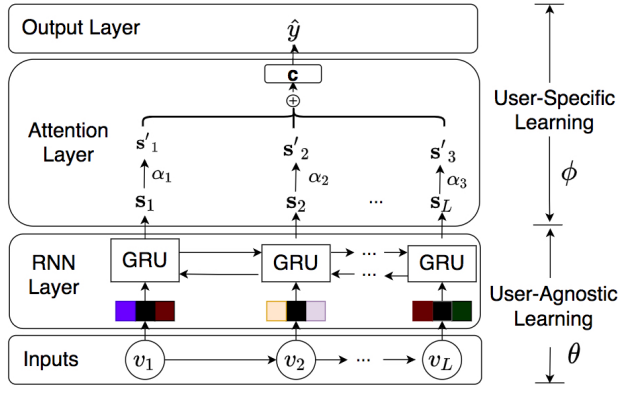 Output Layer
ŷ
c
⊕
Attention
Layer
s'₁ s'₂ s'₃
α₁ α₂ α₃
s₁ s₂ ... s_L
RNN
Layer
GRU GRU ... ... GRU
Inputs
v₁ v₂ ... v_L
User-Specific
Learning
ϕ
User-Agnostic
Learning
θ